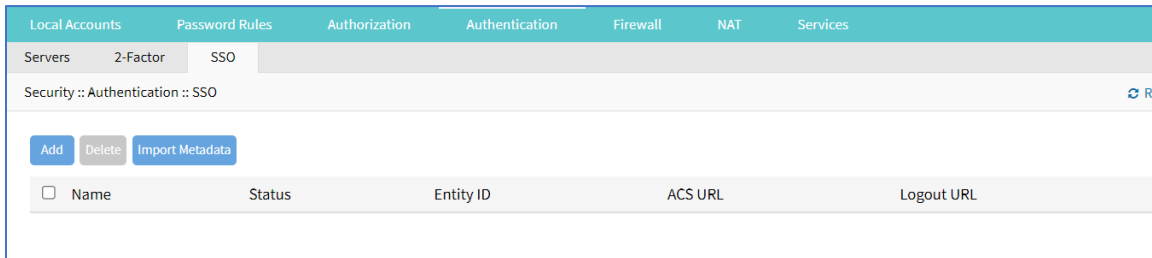 Local Accounts Password Rules Authorization Authentication Firewall NAT Services
Servers 2-Factor SSO
Security :: Authentication :: SSO R
Add Delete Import Metadata
Name Status Entity ID ACS URL Logout URL